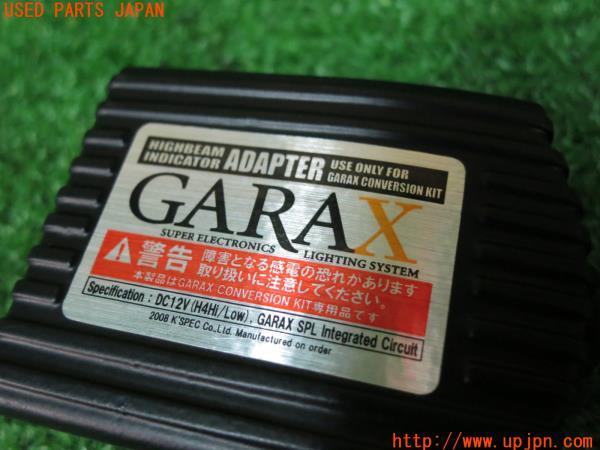 USED PARTS JAPAN
HIGHBEAM INDICATOR ADAPTER USE ONLY FOR GARAX CONVERSION KIT
GARAX
SUPER ELECTRONICS LIGHTING SYSTEM
警告 障害となる感電の恐れがあります
取り扱いに注意してください。
本製品はGARAX CONVERSION KIT専用品です
Specification : DC12V(H4Hi/Low), GARAX SPL Integrated Circuit
2008 K'SPEC Co.,Ltd. Manufactured on order
http://www.upjpn.com/